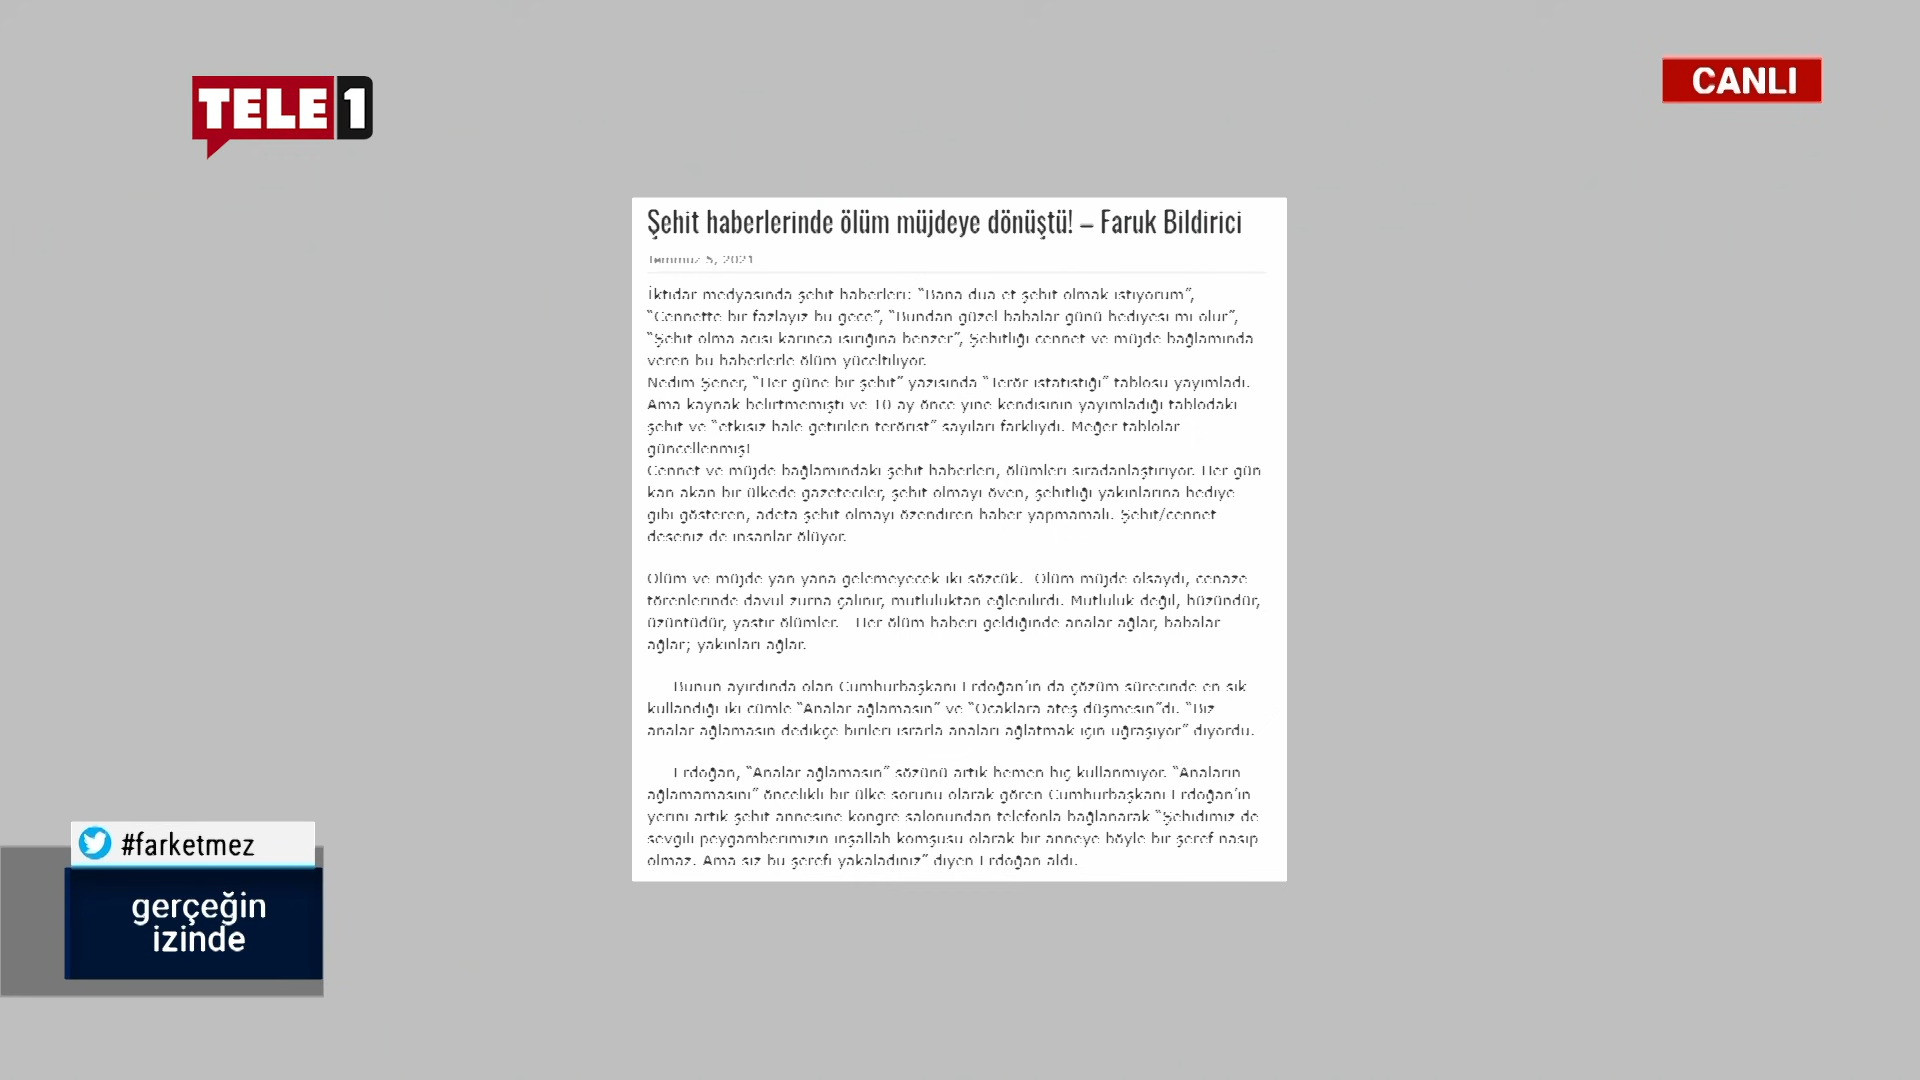 TELE1
CANLI
Şehit haberlerinde ölüm müjdeye dönüştü! – Faruk Bildirici
Temmuz 5, 2021
İktidar medyasında şehit haberleri: “Bana dua et şehit olmak istiyorum”,
“Cennette bir fazlayız bu gece”, “Bundan güzel babalar günü hediyesi mi olur”,
“Şehit olma acısı karınca ısırığına benzer”, Şehitliği cennet ve müjde bağlamında
veren bu haberlerle ölüm yüceltiliyor.
Nedim Şener, “Her güne bir şehit” yazısında “Terör istatistiği” tablosu yayımladı.
Ama kaynak belirtmemişti ve 10 ay önce yine kendisinin yayımladığı tablodaki
şehit ve “etkisiz hale getirilen terörist” sayıları farklıydı. Meğer tablolar
güncellenmiş!
Cennet ve müjde bağlamındaki şehit haberleri, ölümleri sıradanlaştırıyor. Her gün
kan akan bir ülkede gazeteciler, şehit olmayı öven, şehitliği yakınlarına hediye
gibi gösteren, adeta şehit olmayı özendiren haber yapmamalı. Şehit/cennet
deseniz de insanlar ölüyor.
Ölüm ve müjde yan yana gelemeyecek iki sözcük. Ölüm müjde olsaydı, cenaze
törenlerinde davul zurna çalınır, mutluluktan eğlenilirdi. Mutluluk değil, hüzündür,
üzüntüdür, yastır ölümler. Her ölüm haberi geldiğinde analar ağlar, babalar
ağlar; yakınları ağlar.
Bunun ayırdında olan Cumhurbaşkanı Erdoğan’ın da çözüm sürecinde en sık
kullandığı iki cümle “Analar ağlamasın” ve “Ocaklara ateş düşmesin”di. “Biz
analar ağlamasın dedikçe birileri ısrarla anaları ağlatmak için uğraşıyor” diyordu.
Erdoğan, “Analar ağlamasın” sözünü artık hemen hiç kullanmıyor. “Anaların
ağlamamasını” öncelikli bir ülke sorunu olarak gören Cumhurbaşkanı Erdoğan’ın
yerini artık şehit annesine kongre salonundan telefonla bağlanarak “Şehidimiz de
sevgili peygamberimizin inşallah komşusu olarak bir anneye böyle bir şeref nasip
olmaz. Ama siz bu şerefi yakaladınız” diyen Erdoğan aldı.
#farketmez
gerçeğin
izinde